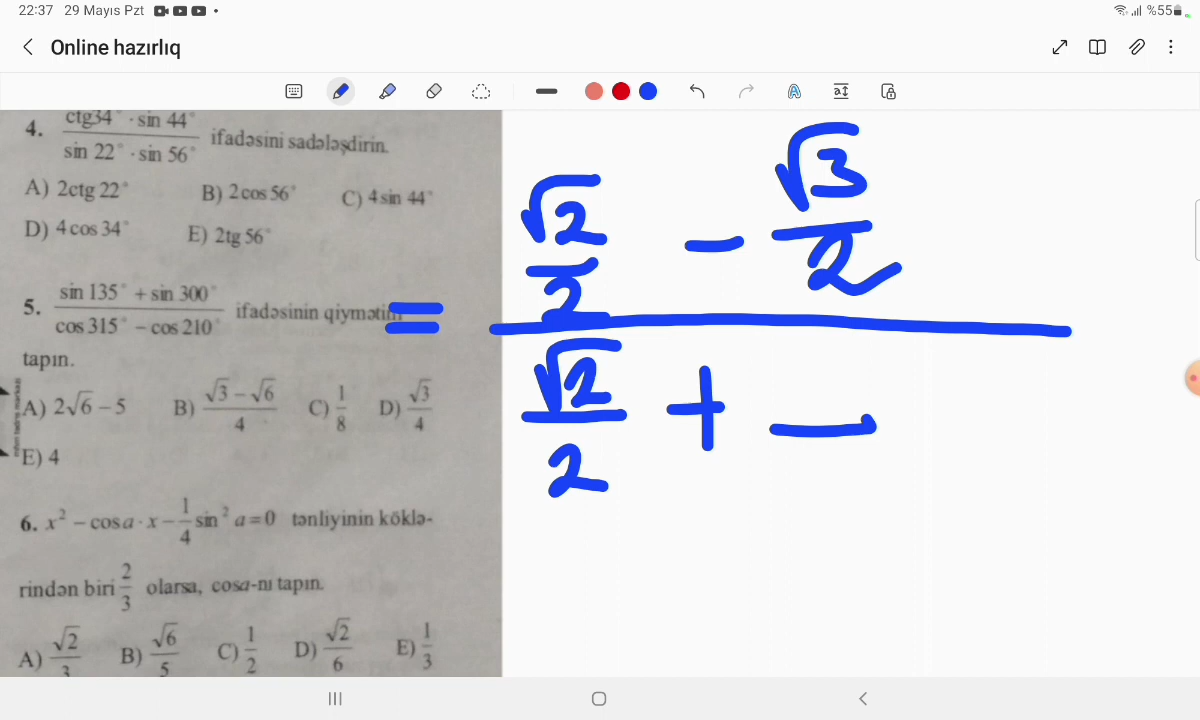 22:37 29 Mayıs Pzt • %55
Online hazırlıq
4. ctg34° · sin 44° / sin 22° · sin 56° ifadəsini sadələşdirin.
A) 2ctg 22° B) 2cos 56° C) 4 sin 44°
D) 4 cos 34° E) 2tg 56°
5. sin 135° + sin 300° / cos 315° − cos 210° ifadəsinin qiymətini
tapın.
A) 2√6 − 5 B) √3 − √6 / 4 C) 1/8 D) √3/4
E) 4
6. x² − cosa · x − 1/4 sin² a = 0 tənliyinin köklə-
rindən biri 2/3 olarsa, cosa-nı tapın.
A) √2/3 B) √6/5 C) 1/2 D) √2/6 E) 1/3
= √2/2 − √3/2
√2/2 + —